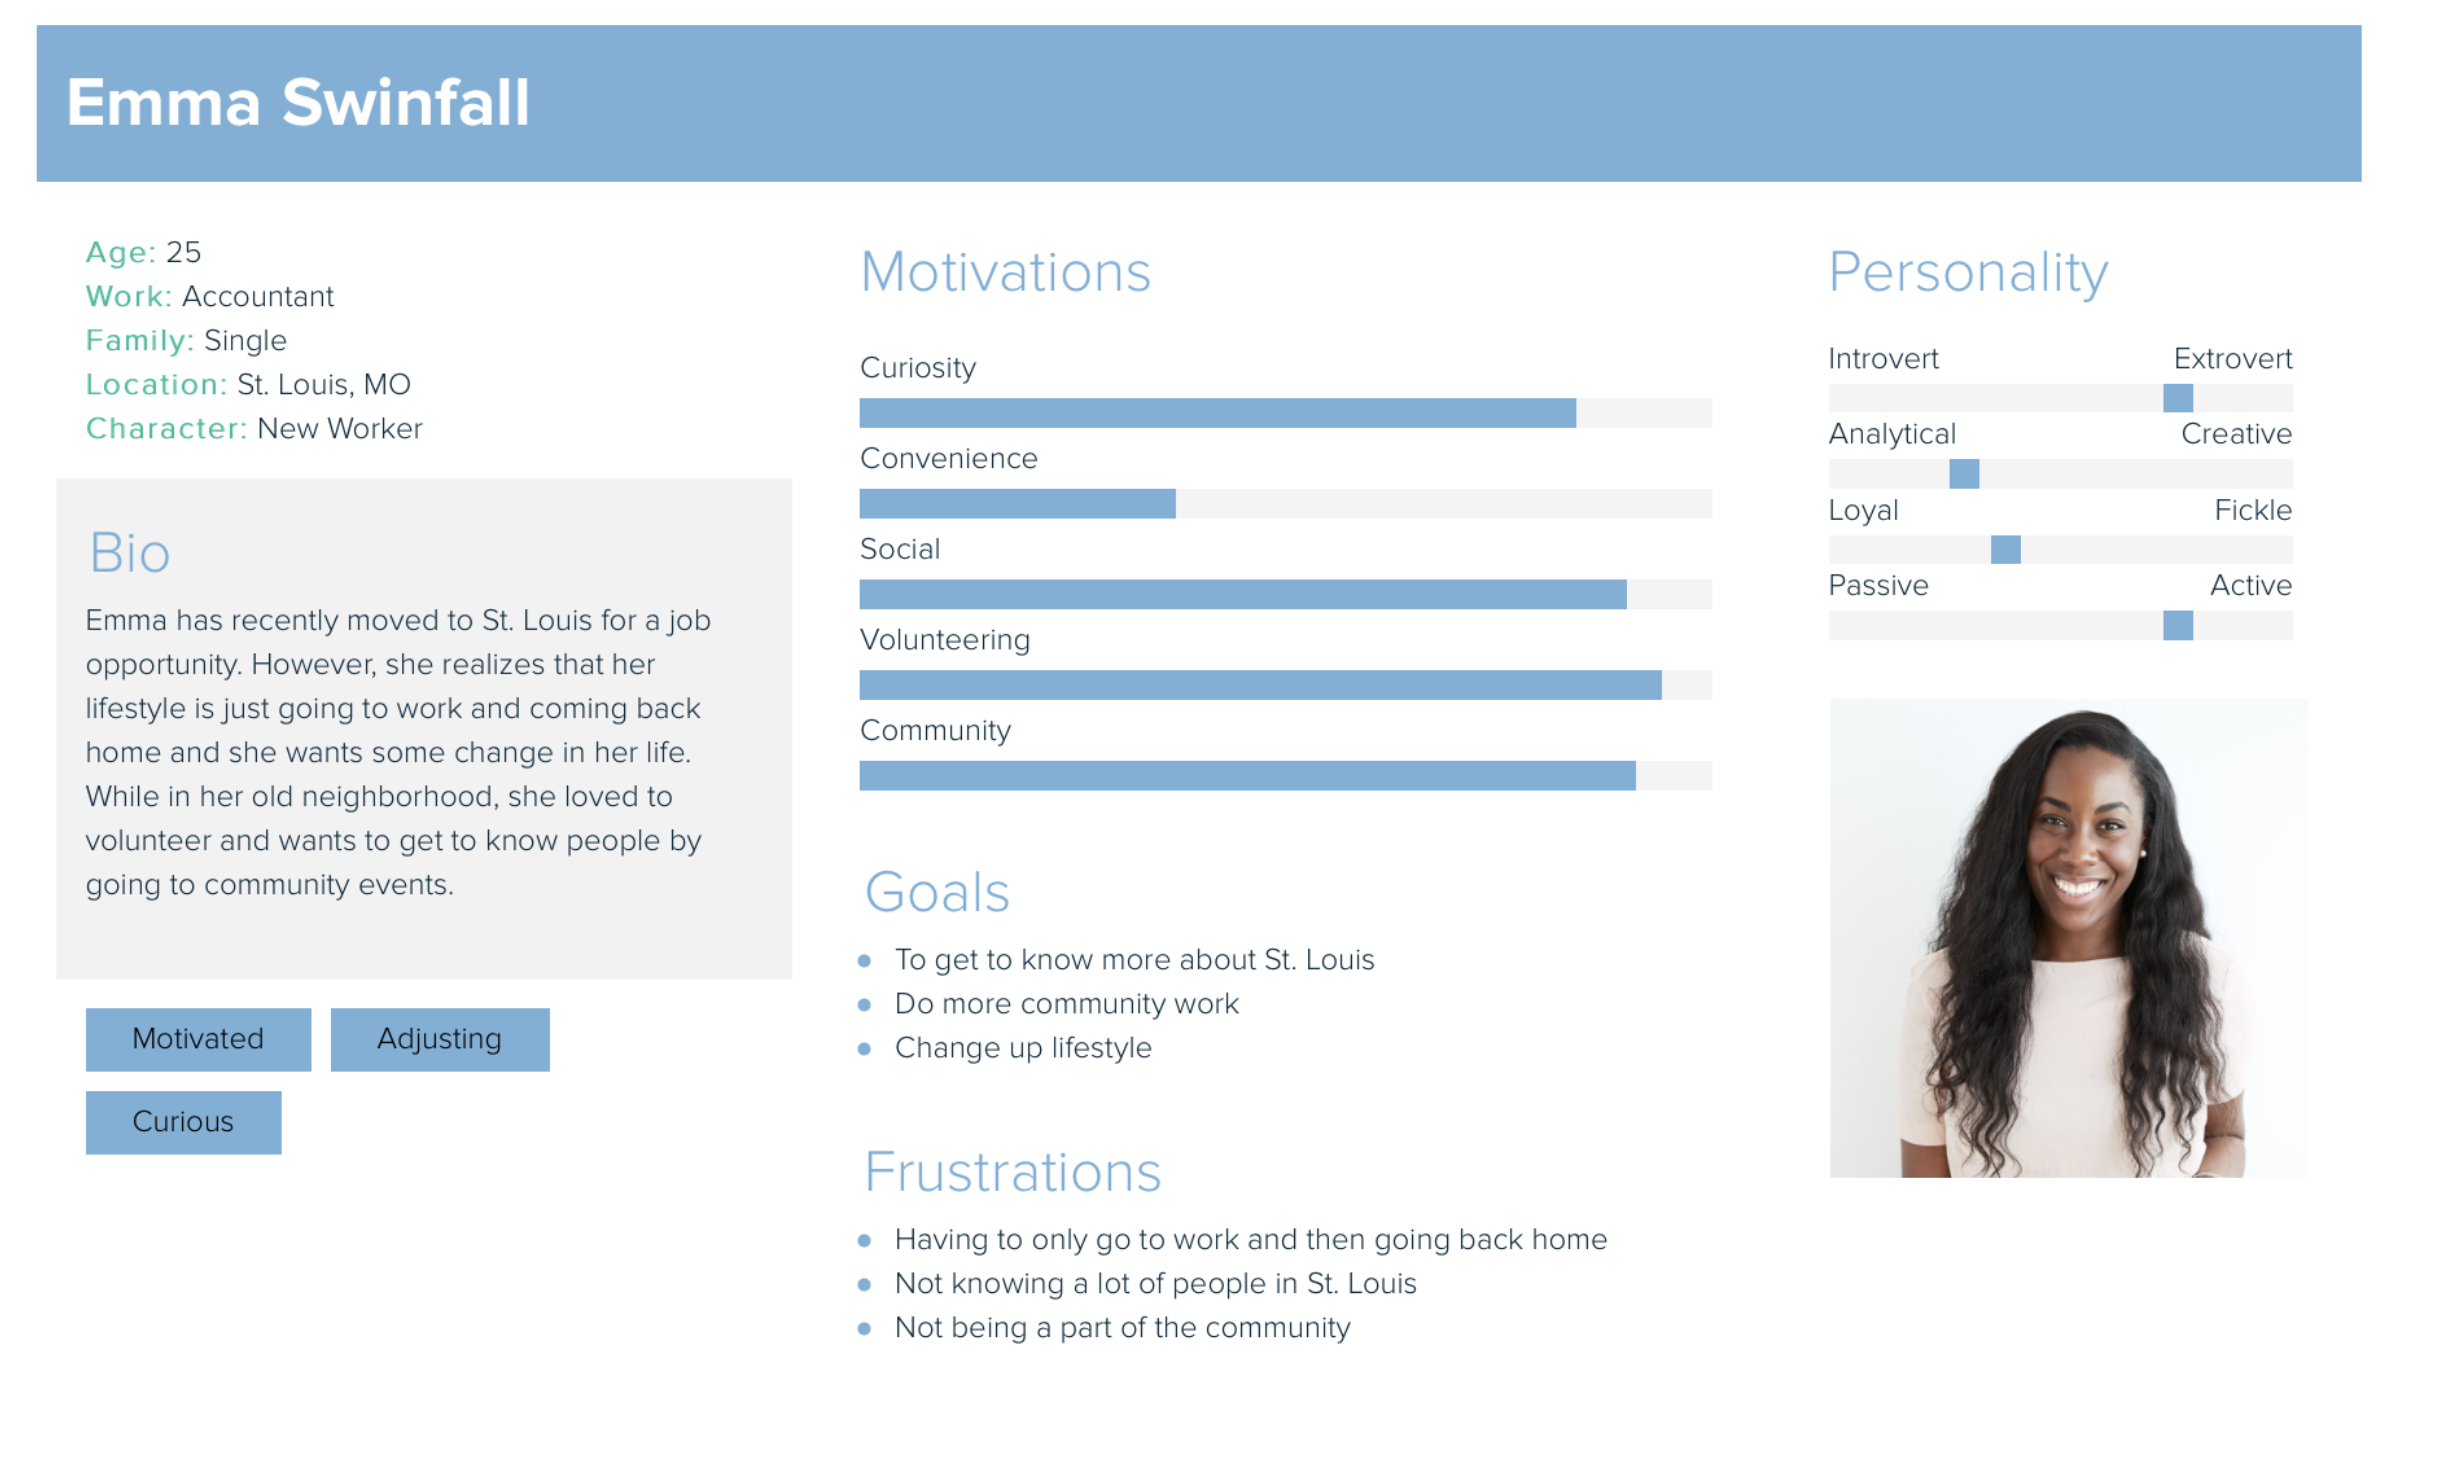 Emma Swinfall
Age: 25
Work: Accountant
Family: Single
Location: St. Louis, MO
Character: New Worker
Bio
Emma has recently moved to St. Louis for a job
opportunity. However, she realizes that her
lifestyle is just going to work and coming back
home and she wants some change in her life.
While in her old neighborhood, she loved to
volunteer and wants to get to know people by
going to community events.
Motivated
Adjusting
Curious
Motivations
Curiosity
Convenience
Social
Volunteering
Community
Goals
To get to know more about St. Louis
Do more community work
Change up lifestyle
Frustrations
Having to only go to work and then going back home
Not knowing a lot of people in St. Louis
Not being a part of the community
Personality
Introvert Extrovert
Analytical Creative
Loyal Fickle
Passive Active